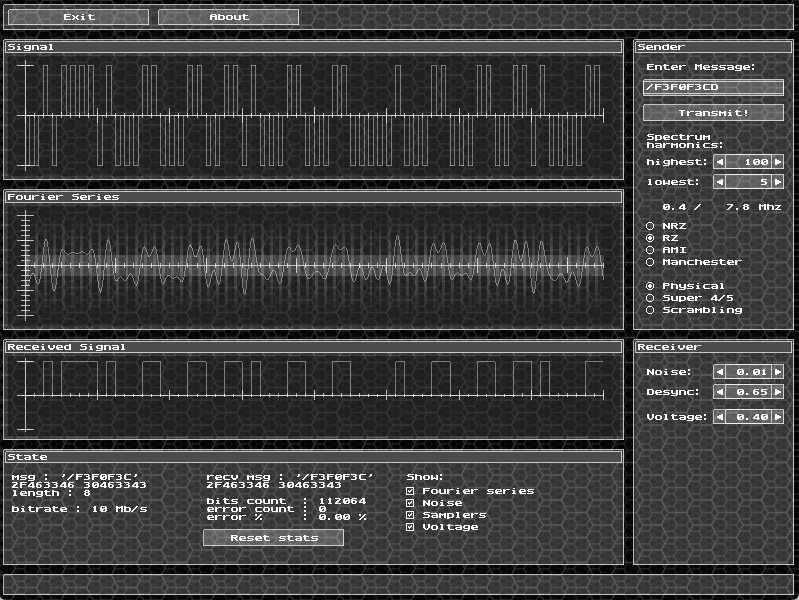 Exit
About
Signal
Sender
Enter Message:
/F3F0F3CD
Transmit!
Spectrum
harmonics:
highest: 100
lowest: 5
0.4 / 7.8 Mhz
NRZ
RZ
AMI
Manchester
Physical
Super 4/5
Scrambling
Fourier Series
Received Signal
Receiver
Noise: 0.01
Desync: 0.65
Voltage: 0.40
State
msg : '/F3F0F3C'
2F463346 30463343
length : 8
bitrate : 10 Mb/s
recv msg : '/F3F0F3C'
2F463346 30463343
bits count : 112064
error count : 0
error % : 0.00 %
Reset stats
Show:
Fourier series
Noise
Samplers
Voltage